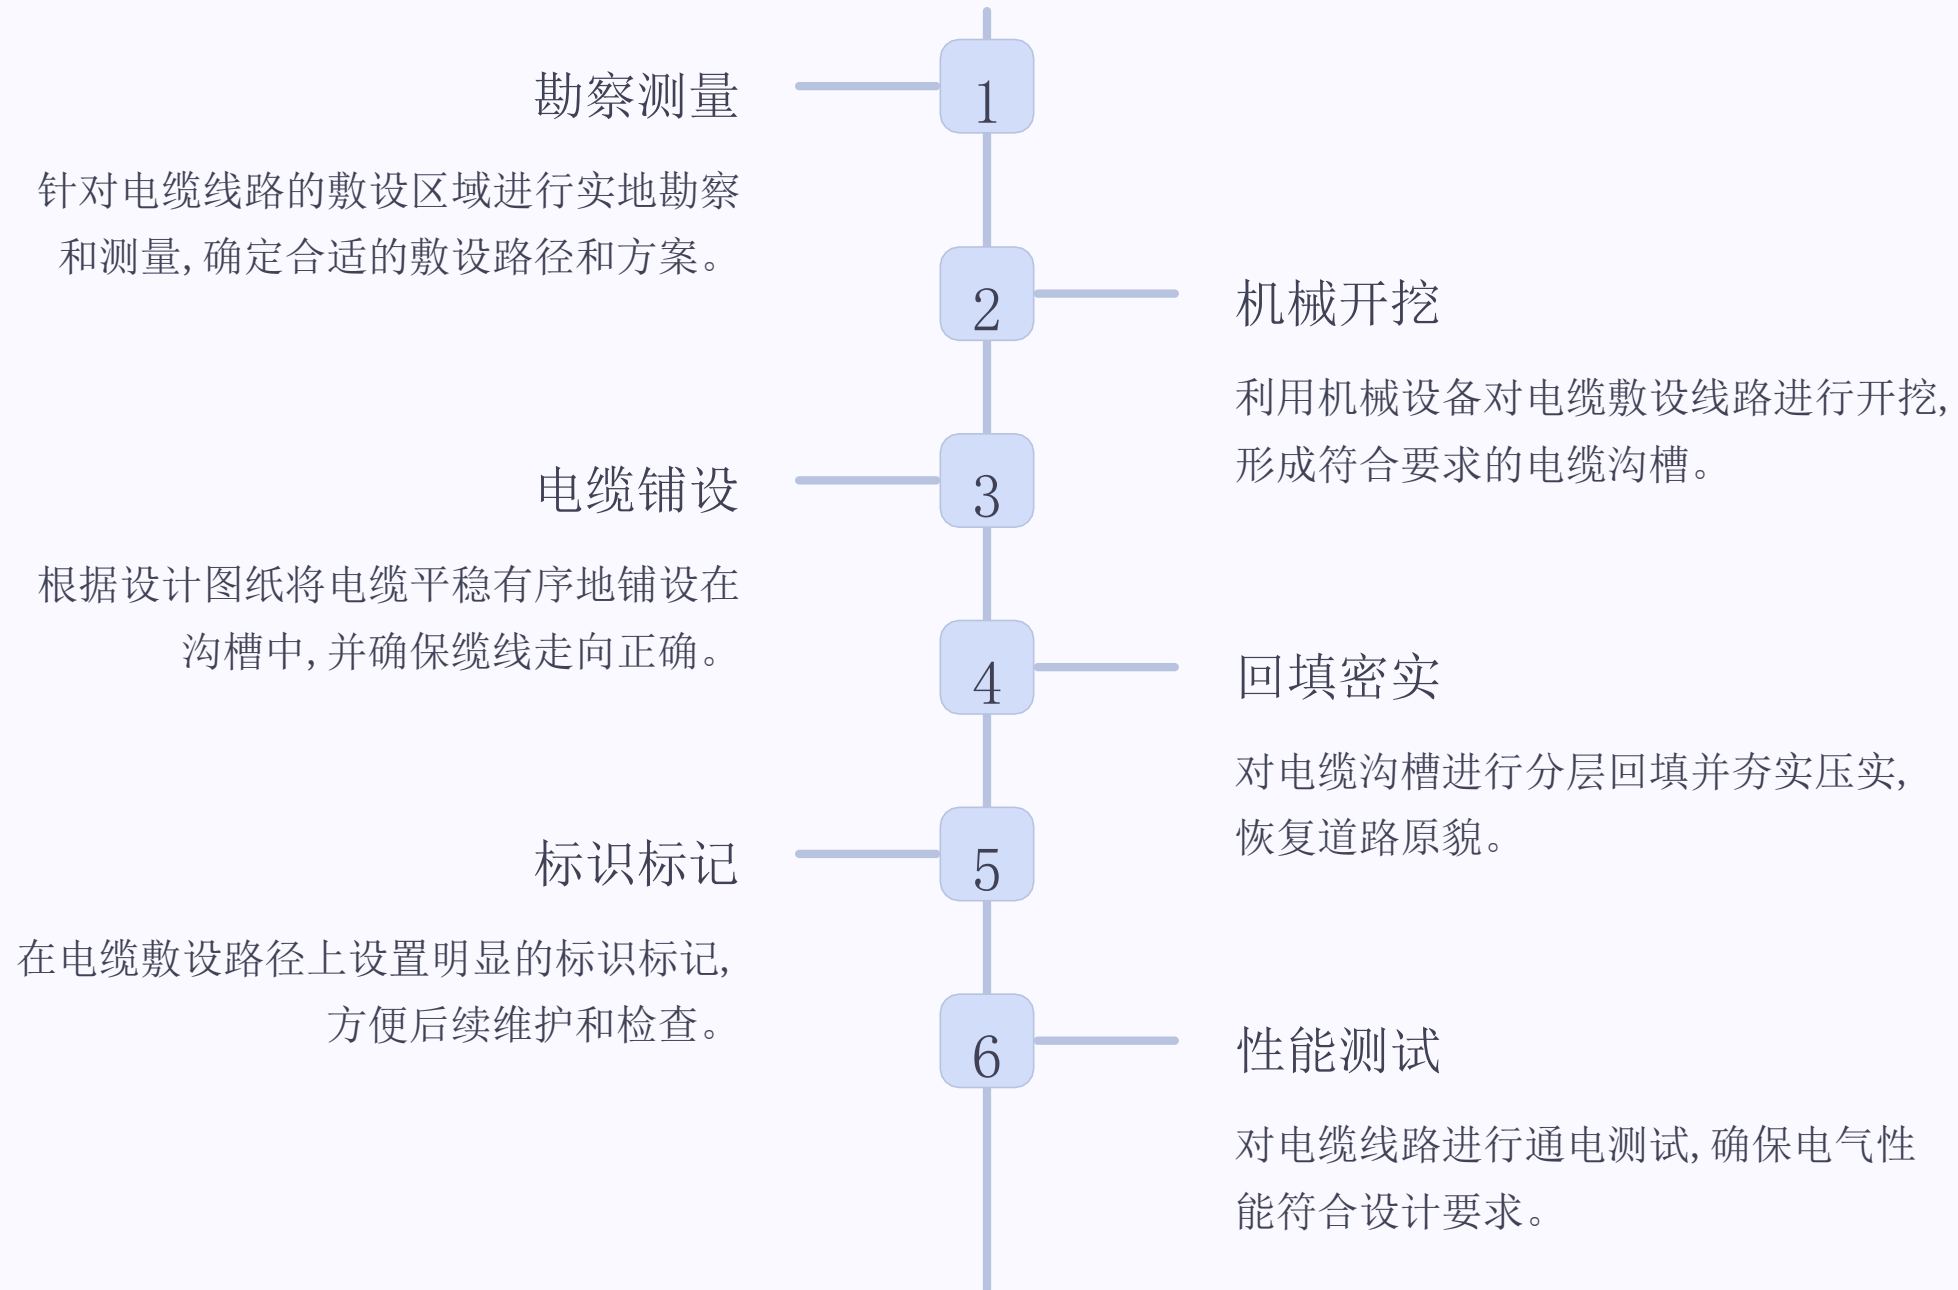 1
勘察测量
针对电缆线路的敷设区域进行实地勘察
和测量,确定合适的敷设路径和方案。
2
机械开挖
利用机械设备对电缆敷设线路进行开挖,
形成符合要求的电缆沟槽。
3
电缆铺设
根据设计图纸将电缆平稳有序地铺设在
沟槽中,并确保缆线走向正确。
4
回填密实
对电缆沟槽进行分层回填并夯实压实,
恢复道路原貌。
5
标识标记
在电缆敷设路径上设置明显的标识标记,
方便后续维护和检查。
6
性能测试
对电缆线路进行通电测试,确保电气性
能符合设计要求。